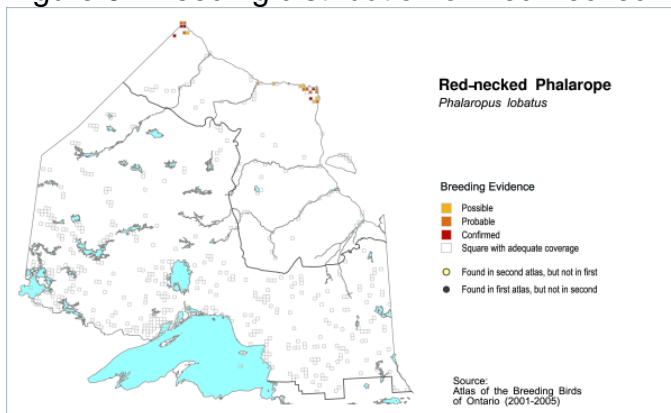 Red-necked Phalarope
Phalaropus lobatus
Breeding Evidence
Possible
Probable
Confirmed
Square with adequate coverage
Found in second atlas, but not in first
Found in first atlas, but not in second
Source:
Atlas of the Breeding Birds
of Ontario (2001-2005)